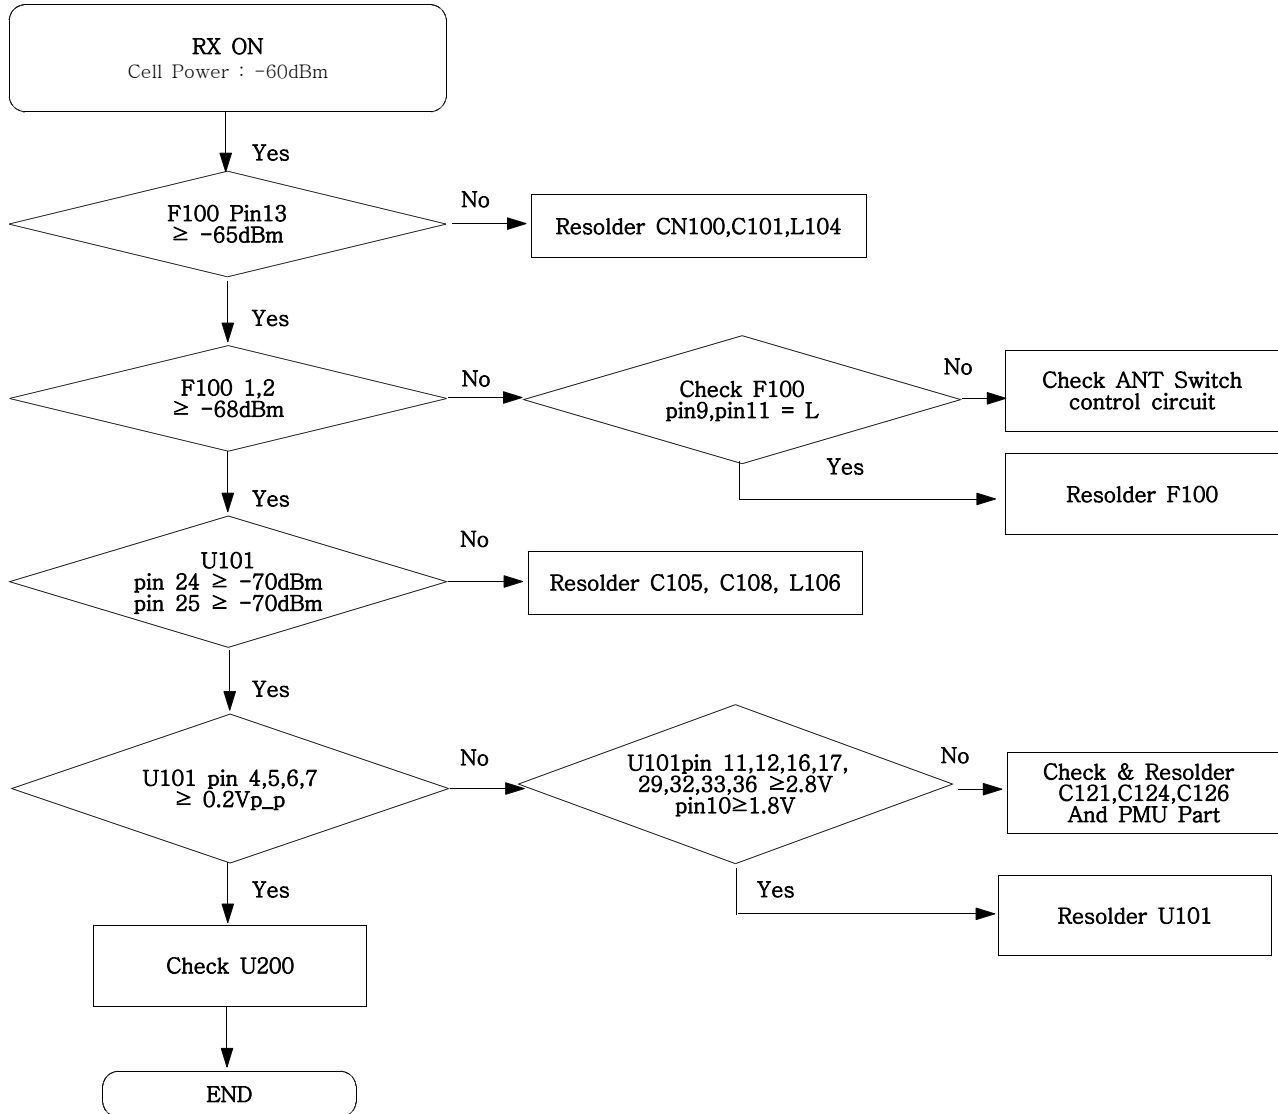 RX ON
Cell Power : -60dBm
Yes
F100 Pin13
≥ -65dBm
No
Resolder CN100,C101,L104
Yes
F100 1,2
≥ -68dBm
No
Check F100
pin9,pin11 = L
No
Check ANT Switch
control circuit
Yes
Resolder F100
Yes
U101
pin 24 ≥ -70dBm
pin 25 ≥ -70dBm
No
Resolder C105, C108, L106
Yes
U101 pin 4,5,6,7
≥ 0.2Vp_p
No
U101pin 11,12,16,17,
29,32,33,36 ≥2.8V
pin10≥1.8V
No
Check & Resolder
C121,C124,C126
And PMU Part
Yes
Resolder U101
Yes
Check U200
END